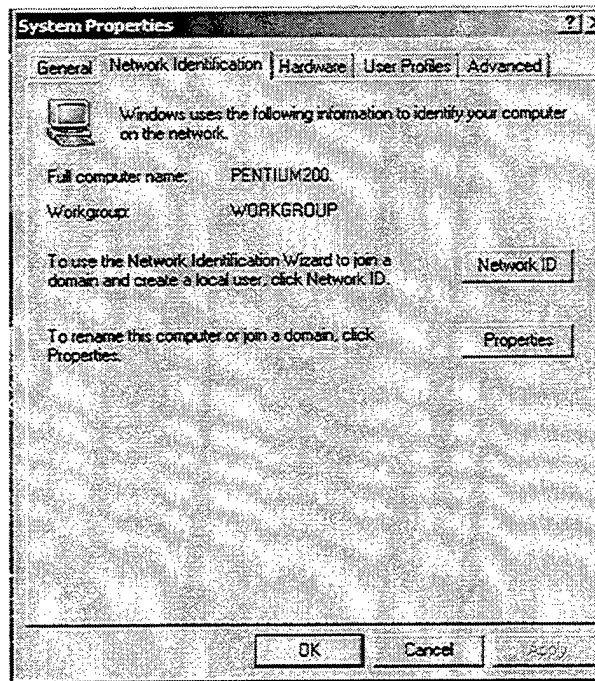 System Properties
General Network Identification Hardware User Profiles Advanced
Windows uses the following information to identify your computer
on the network.
Full computer name: PENTIUM200.
Workgroup: WORKGROUP
To use the Network Identification Wizard to join a
domain and create a local user, click Network ID.
Network ID
To rename this computer or join a domain, click
Properties.
Properties
OK Cancel Apply